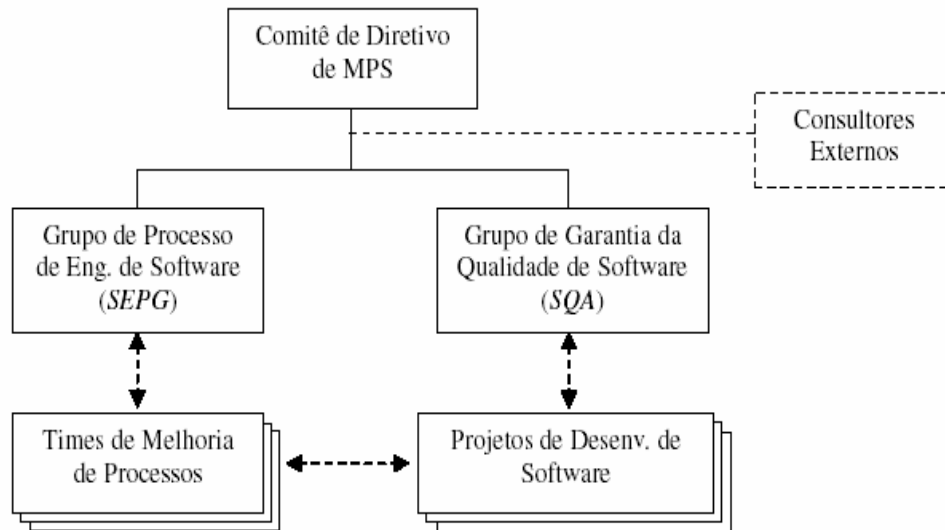 Comitê de Diretivo
de MPS
Consultores
Externos
Grupo de Processo
de Eng. de Software
(SEPG)
Grupo de Garantia da
Qualidade de Software
(SQA)
Times de Melhoria
de Processos
Projetos de Desenv. de
Software